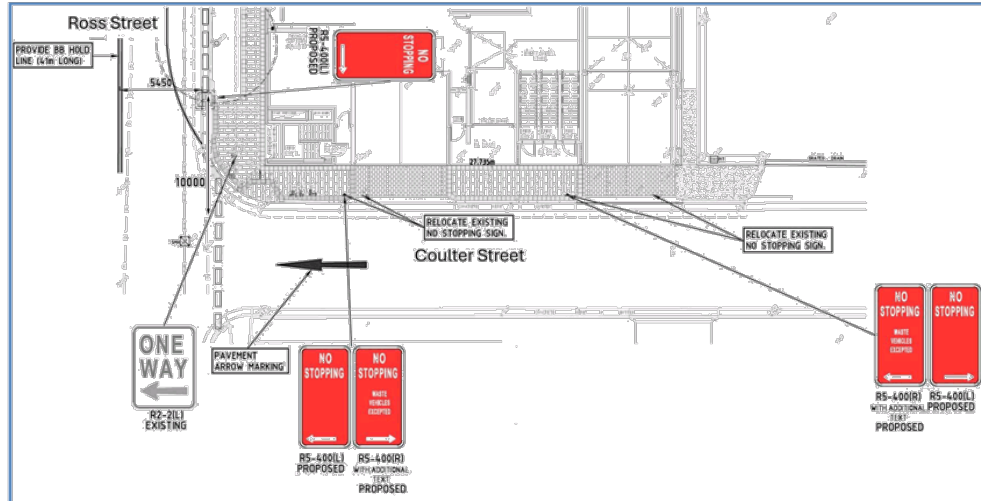 Ross Street
PROVIDE BB HOLD
LINE (41m LONG)
5450
R5-400(L)
PROPOSED
NO
STOPPING
10000
27.735m
RELOCATE EXISTING
NO STOPPING SIGN.
RELOCATE EXISTING
NO STOPPING SIGN.
Coulter Street
ONE
WAY
R2-2(L)
EXISTING
PAVEMENT
ARROW MARKING
NO
STOPPING
R5-400(L)
PROPOSED
NO
STOPPING
WASTE
VEHICLES
EXCEPTED
R5-400(R)
WITH ADDITIONAL
TEXT
PROPOSED
NO
STOPPING
WASTE
VEHICLES
EXCEPTED
R5-400(R)
WITH ADDITIONAL
TEXT
PROPOSED
NO
STOPPING
R5-400(L)
PROPOSED